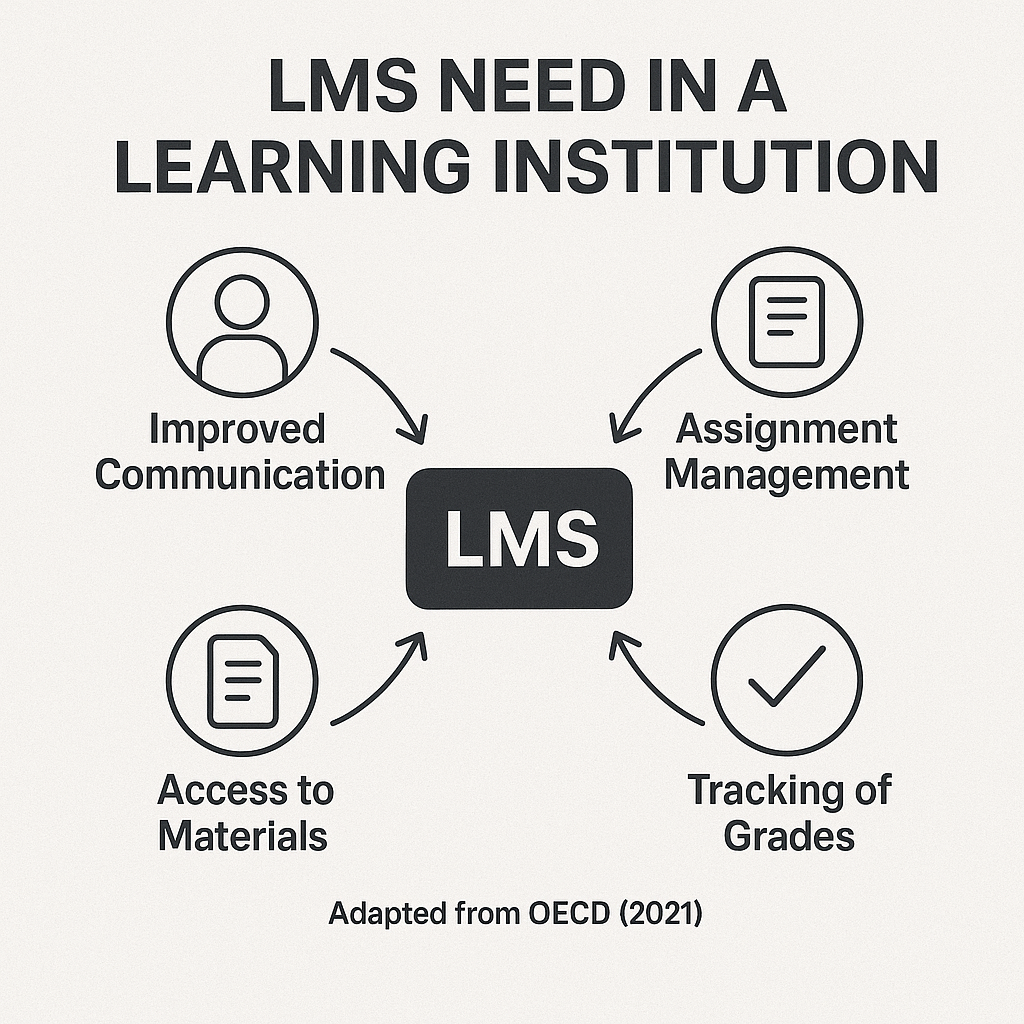 LMS NEED IN A
LEARNING INSTITUTION
Improved
Communication
Assignment
Management
LMS
Access to
Materials
Tracking of
Grades
Adapted from OECD (2021)